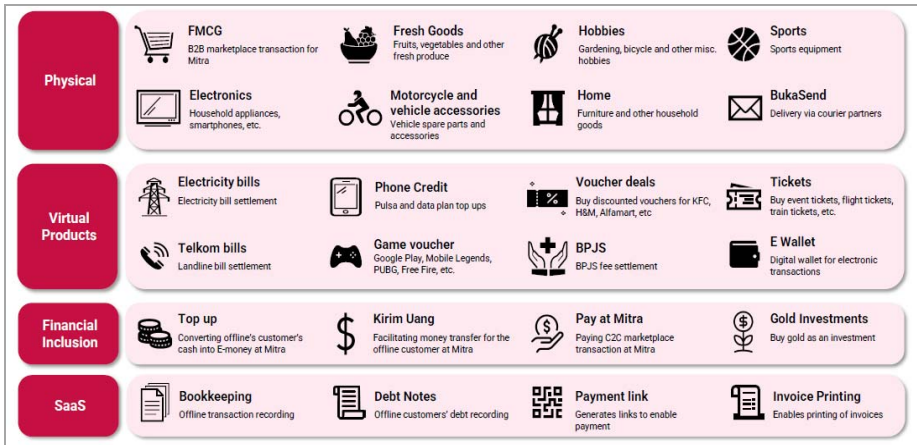 Physical
FMCG
B2B marketplace transaction for
Mitra
Fresh Goods
Fruits, vegetables and other
fresh produce
Hobbies
Gardening, bicycle and other misc.
hobbies
Sports
Sports equipment
Electronics
Household appliances,
smartphones, etc.
Motorcycle and
vehicle accessories
Vehicle spare parts and
accessories
Home
Furniture and other household
goods
BukaSend
Delivery via courier partners
Virtual
Products
Electricity bills
Electricity bill settlement
Phone Credit
Pulsa and data plan top ups
Voucher deals
Buy discounted vouchers for KFC,
H&M, Alfamart, etc
Tickets
Buy event tickets, flight tickets,
train tickets, etc.
Telkom bills
Landline bill settlement
Game voucher
Google Play, Mobile Legends,
PUBG, Free Fire, etc.
BPJS
BPJS fee settlement
E Wallet
Digital wallet for electronic
transactions
Financial
Inclusion
Top up
Converting offline's customer's
cash into E-money at Mitra
Kirim Uang
Facilitating money transfer for the
offline customer at Mitra
Pay at Mitra
Paying C2C marketplace
transaction at Mitra
Gold Investments
Buy gold as an investment
SaaS
Bookkeeping
Offline transaction recording
Debt Notes
Offline customers' debt recording
Payment link
Generates links to enable
payment
Invoice Printing
Enables printing of invoices